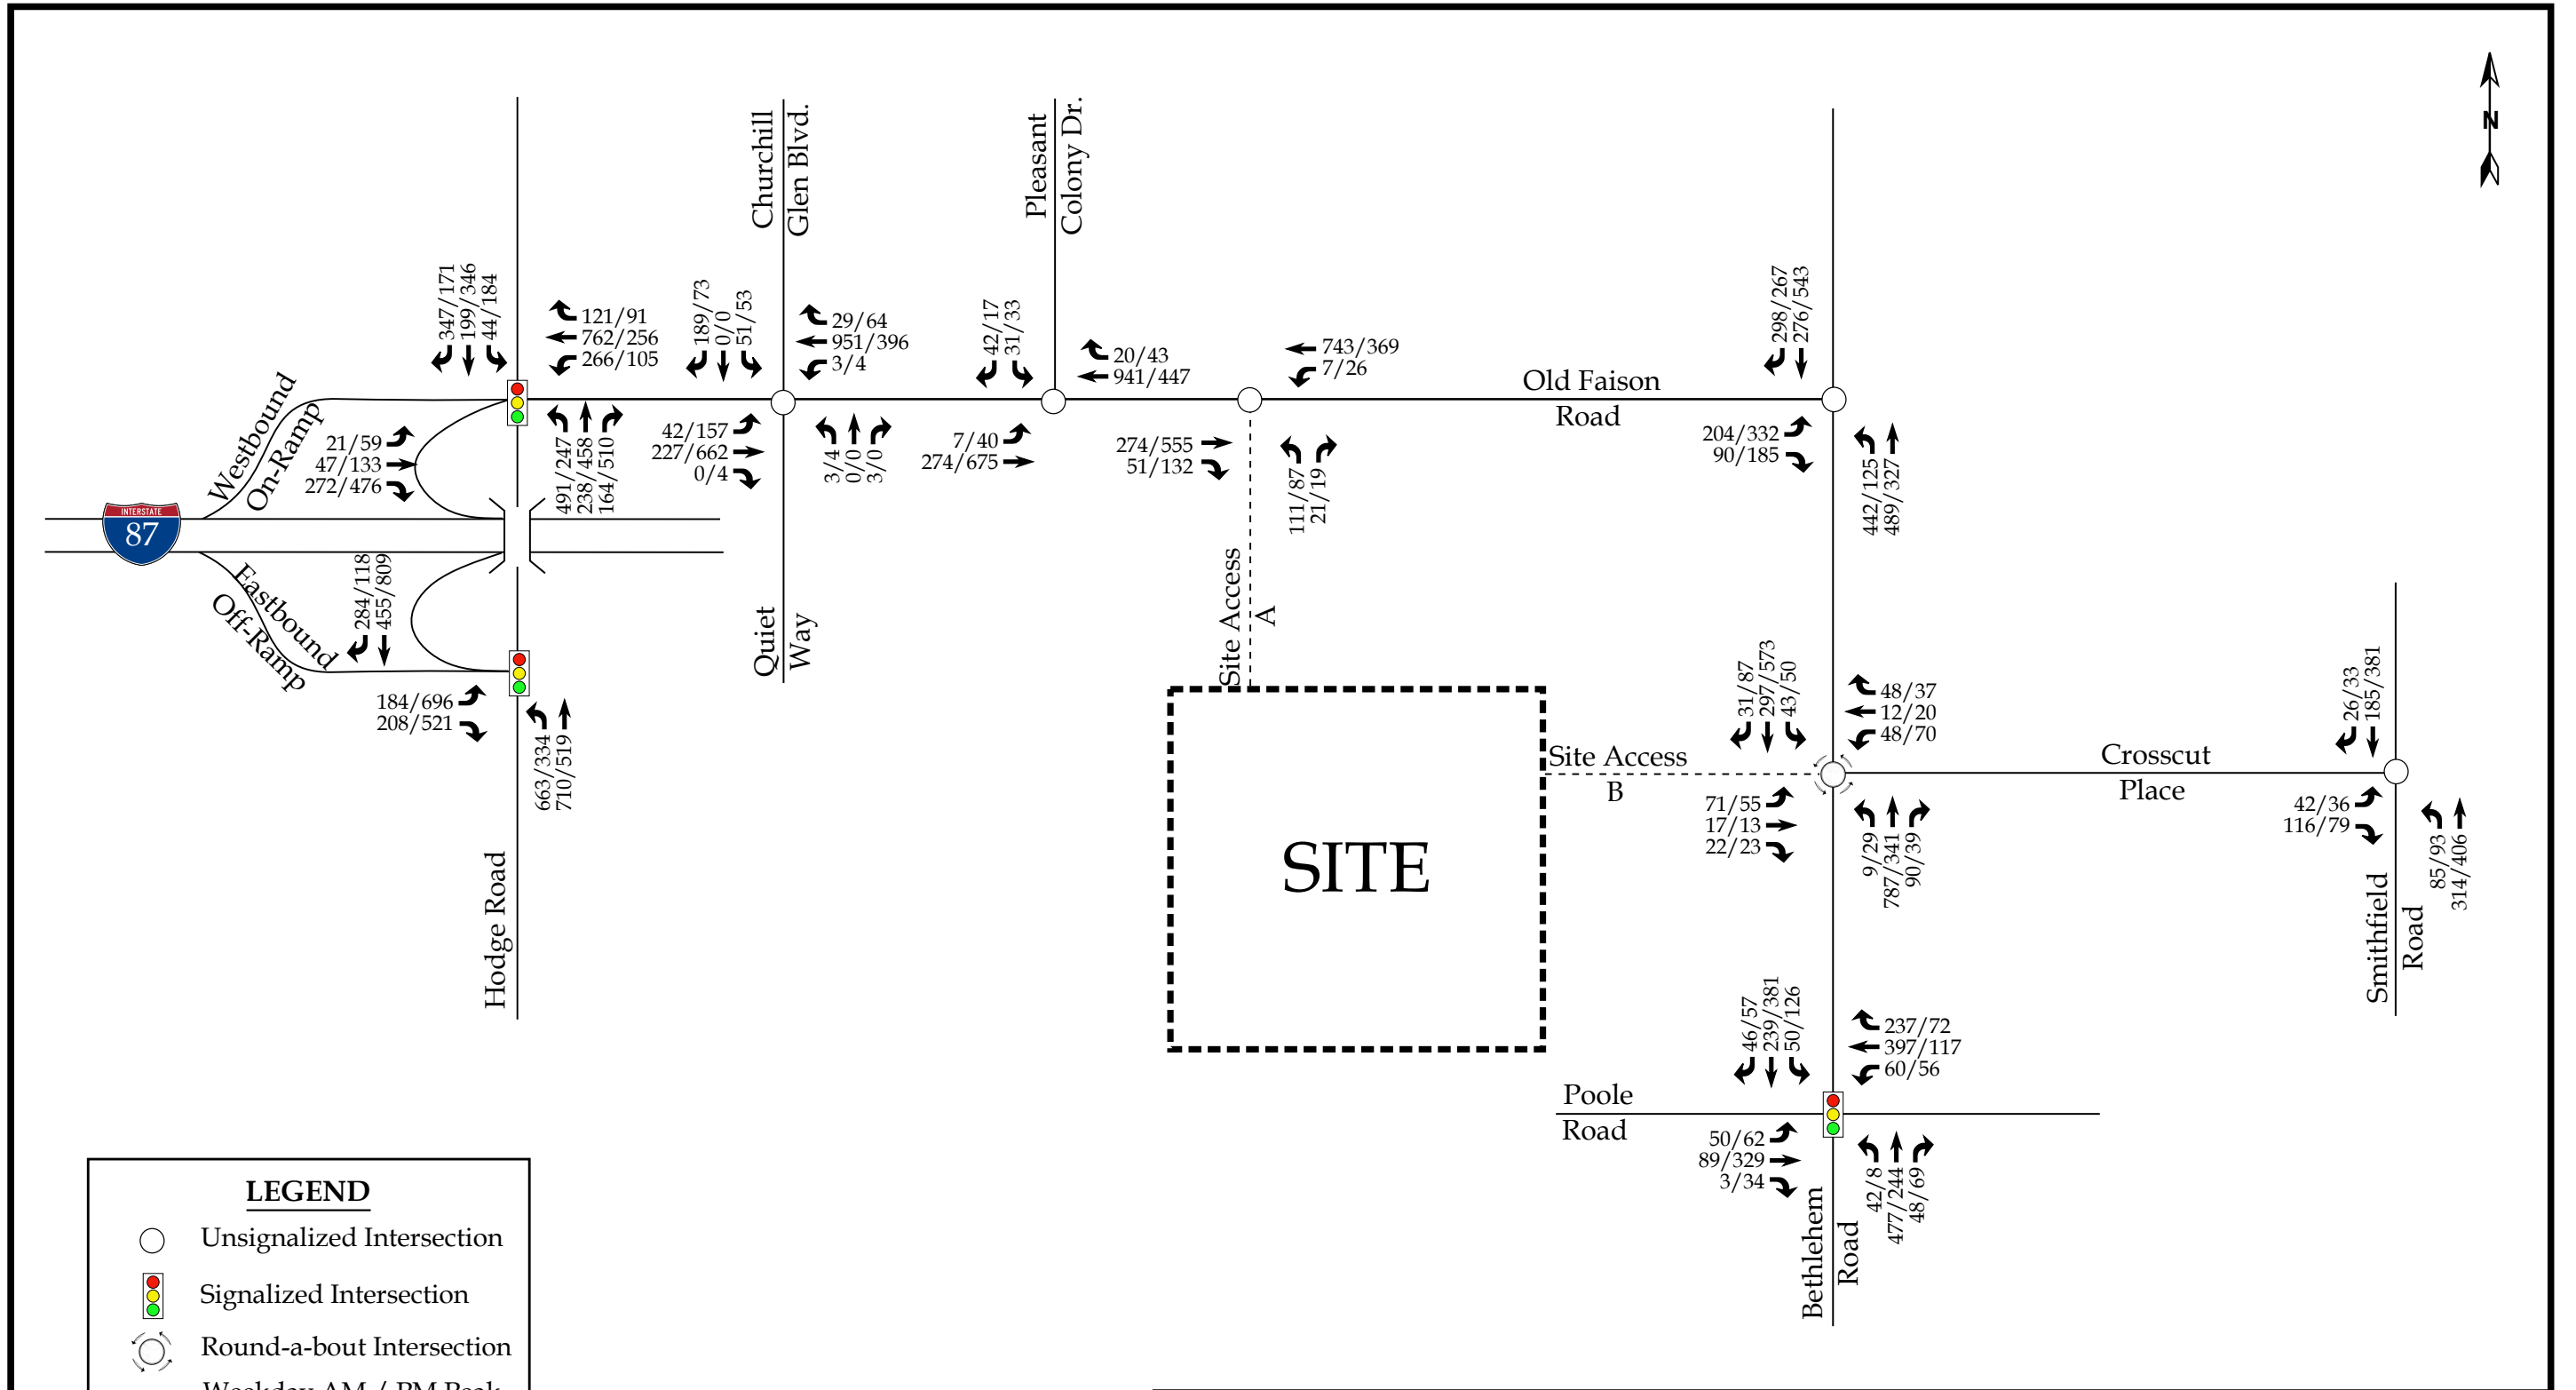 N
Churchill
Glen Blvd.
Pleasant
Colony Dr.
347/171
199/346
44/184
121/91
762/256
266/105
189/73
0/0
51/53
29/64
951/396
3/4
42/17
31/33
20/43
941/447
743/369
7/26
298/267
276/543
Old Faison
Road
Westbound
On-Ramp
21/59
47/133
272/476
491/247
238/458
164/510
42/157
227/662
0/4
3/4
0/0
3/0
7/40
274/675
274/555
51/132
111/87
21/19
204/332
90/185
442/125
489/327
INTERSTATE
87
Eastbound
Off-Ramp
284/118
455/809
184/696
208/521
663/334
710/519
Hodge Road
Quiet
Way
Site Access
A
SITE
Site Access
B
31/87
297/573
43/50
48/37
12/20
48/70
71/55
17/13
22/23
9/29
787/341
90/39
Crosscut
Place
26/33
185/381
42/36
116/79
85/93
314/406
Smithfield
Road
46/57
239/381
50/126
237/72
397/117
60/56
Poole
Road
50/62
89/329
3/34
42/8
477/244
48/69
Bethlehem
Road
LEGEND
Unsignalized Intersection
Signalized Intersection
Round-a-bout Intersection
Weekday AM / PM Peak